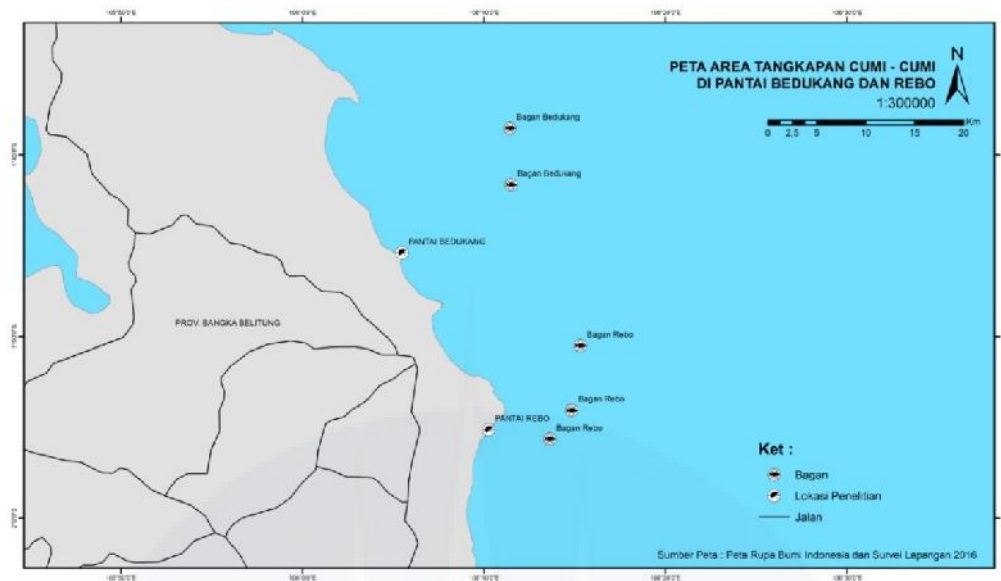 PETA AREA TANGKAPAN CUMI - CUMI
DI PANTAI BEDUKANG DAN REBO
1:300000
N
0 2,5 5 10 15 20 Km
Bagan Bedukang
Bagan Bedukang
PANTAI BEDUKANG
PROV. BANGKA BELITUNG
Bagan Rebo
Bagan Rebo
PANTAI REBO
Bagan Rebo
Ket :
Bagan
Lokasi Penelitian
Jalan
Sumber Peta : Peta Rupa Bumi Indonesia dan Survei Lapangan 2016